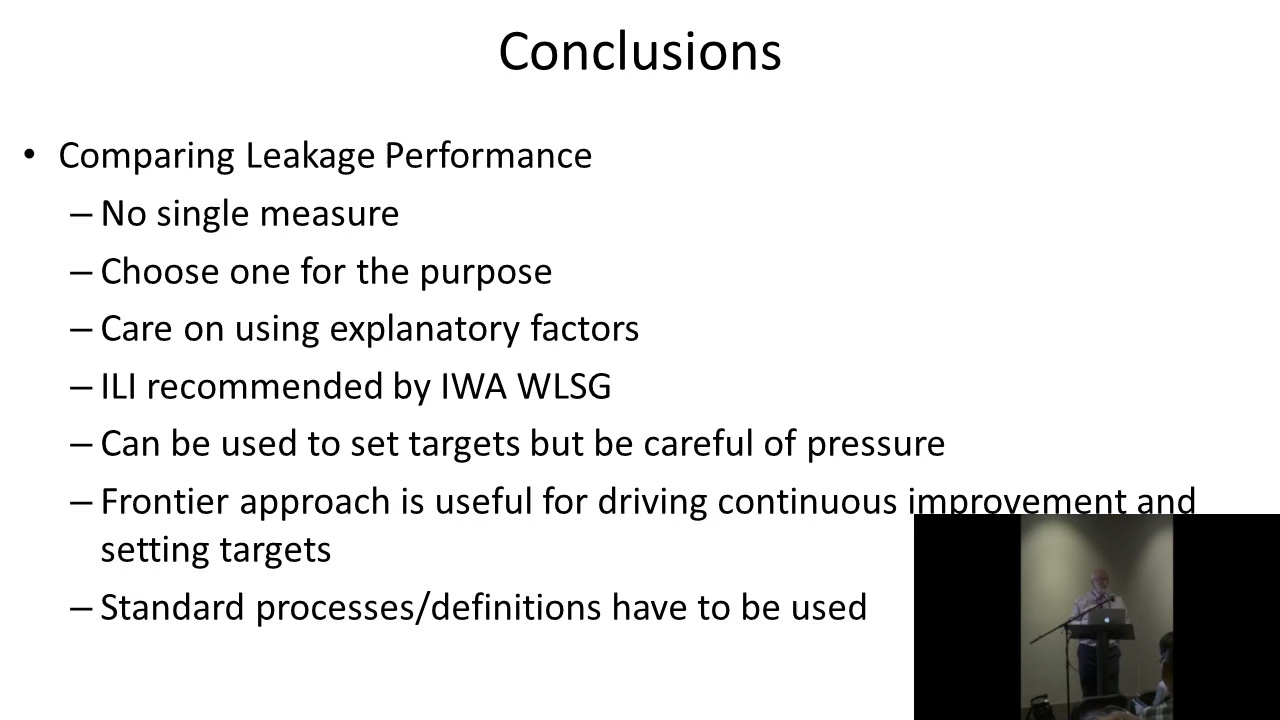 Conclusions
• Comparing Leakage Performance
– No single measure
– Choose one for the purpose
– Care on using explanatory factors
– ILI recommended by IWA WLSG
– Can be used to set targets but be careful of pressure
– Frontier approach is useful for driving continuous improvement and
setting targets
– Standard processes/definitions have to be used